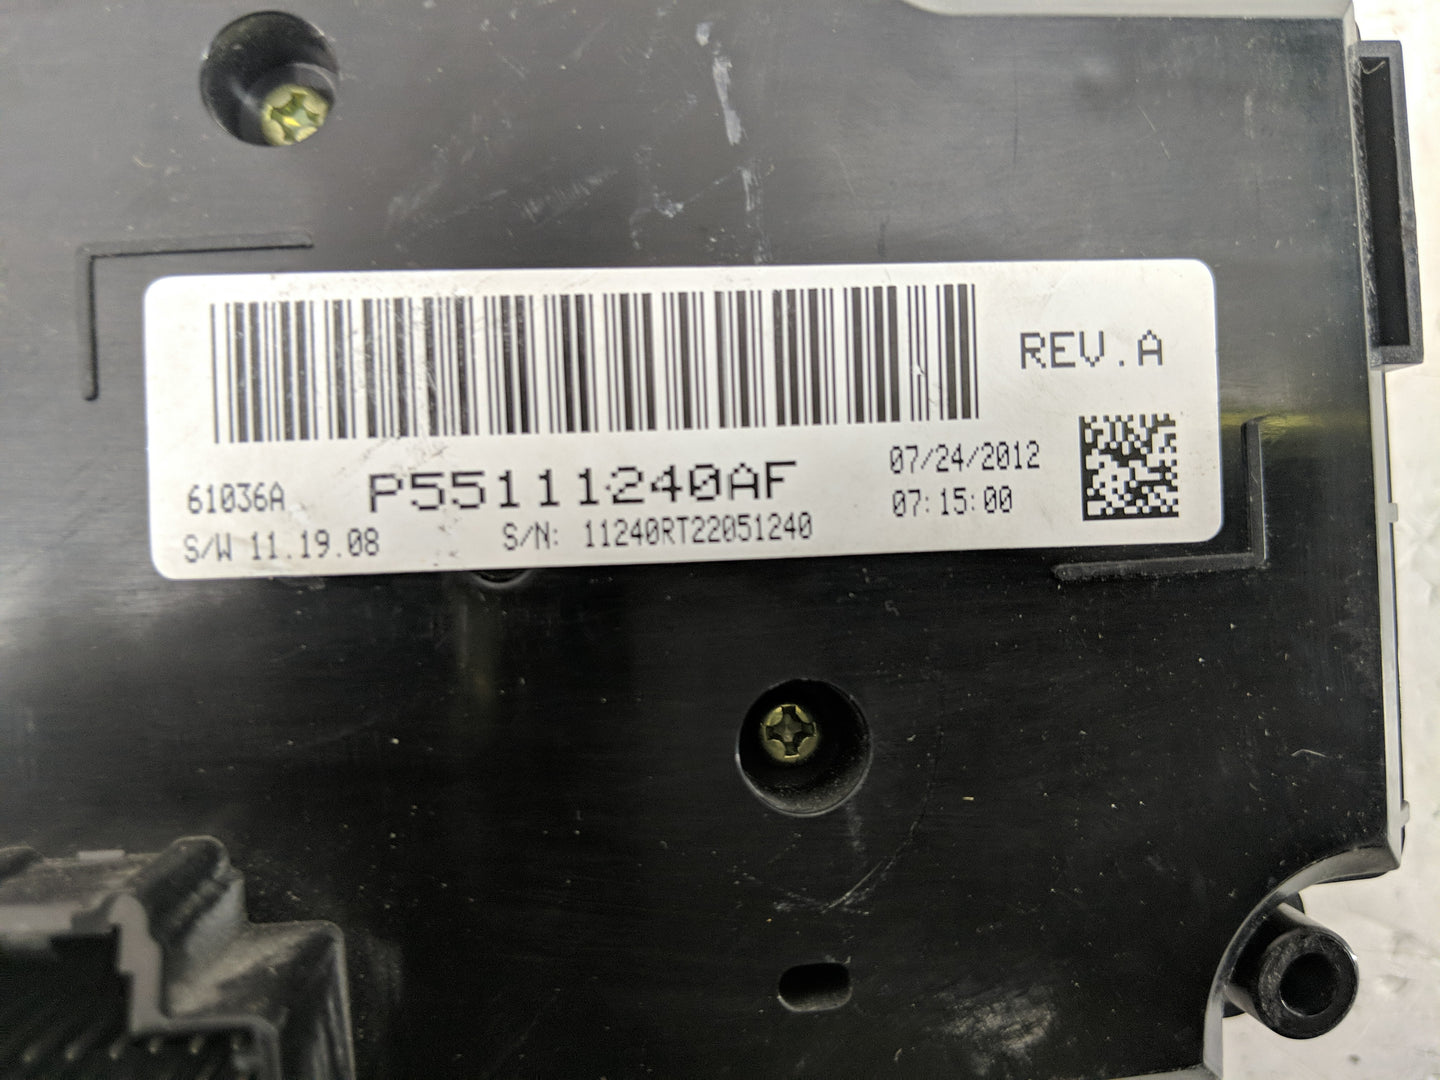 REV.A
61036A P55111240AF 07/24/2012
S/W 11.19.08 S/N: 11240RT22051240 07:15:00